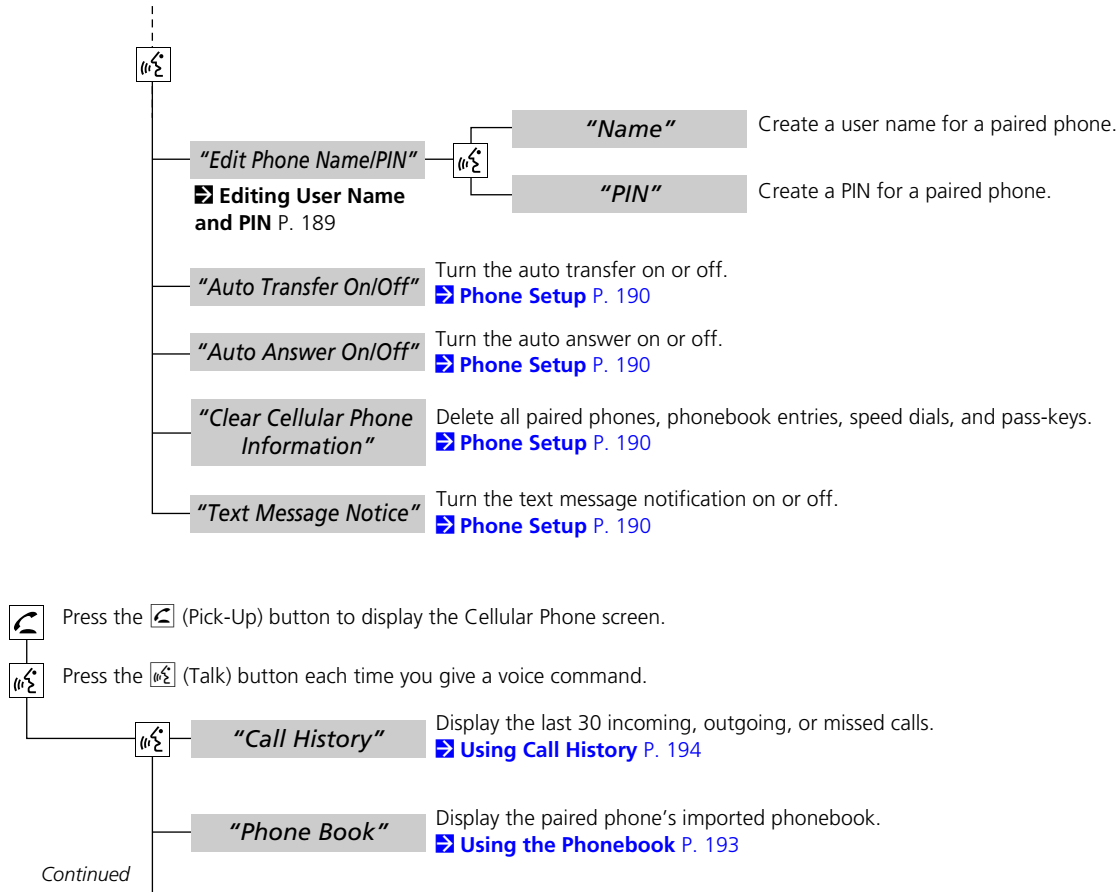 "Name"
Create a user name for a paired phone.
"Edit Phone Name/PIN"
"PIN"
Create a PIN for a paired phone.
Editing User Name
and PIN P. 189
"Auto Transfer On/Off"
Turn the auto transfer on or off.
Phone Setup P. 190
"Auto Answer On/Off"
Turn the auto answer on or off.
Phone Setup P. 190
"Clear Cellular Phone
Information"
Delete all paired phones, phonebook entries, speed dials, and pass-keys.
Phone Setup P. 190
"Text Message Notice"
Turn the text message notification on or off.
Phone Setup P. 190
Press the (Pick-Up) button to display the Cellular Phone screen.
Press the (Talk) button each time you give a voice command.
"Call History"
Display the last 30 incoming, outgoing, or missed calls.
Using Call History P. 194
"Phone Book"
Display the paired phone's imported phonebook.
Using the Phonebook P. 193
Continued